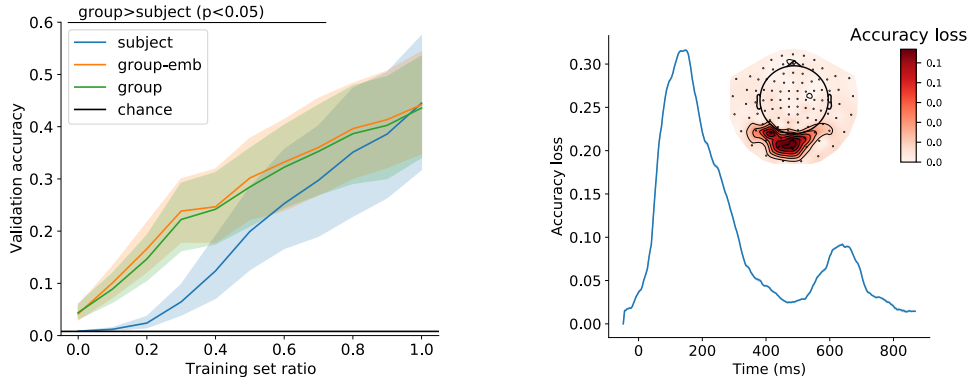 group>subject (p<0.05)
0.6
0.5
0.4
0.3
0.2
0.1
0.0
Validation accuracy
subject
group-emb
group
chance
0.0 0.2 0.4 0.6 0.8 1.0
Training set ratio
0.30
0.25
0.20
0.15
0.10
0.05
0.00
Accuracy loss
0 200 400 600 800
Time (ms)
Accuracy loss
0.1
0.1
0.0
0.0
0.0